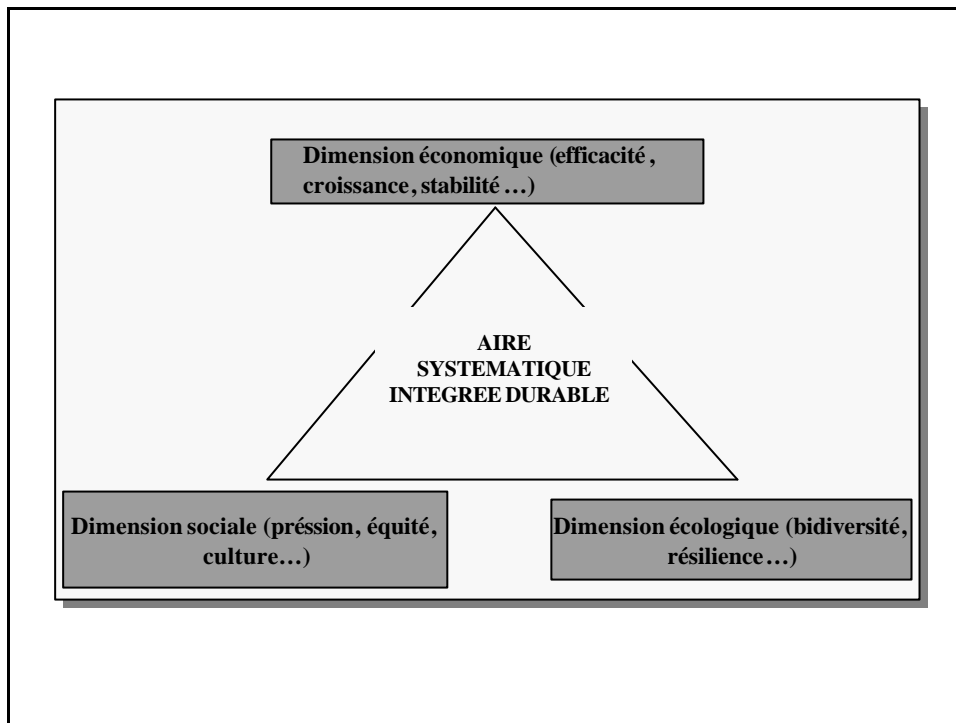 Dimension économique (efficacité,
croissance, stabilité…)
AIRE
SYSTEMATIQUE
INTEGREE DURABLE
Dimension sociale (préssion, équité,
culture…)
Dimension écologique (bidiversité,
résilience…)